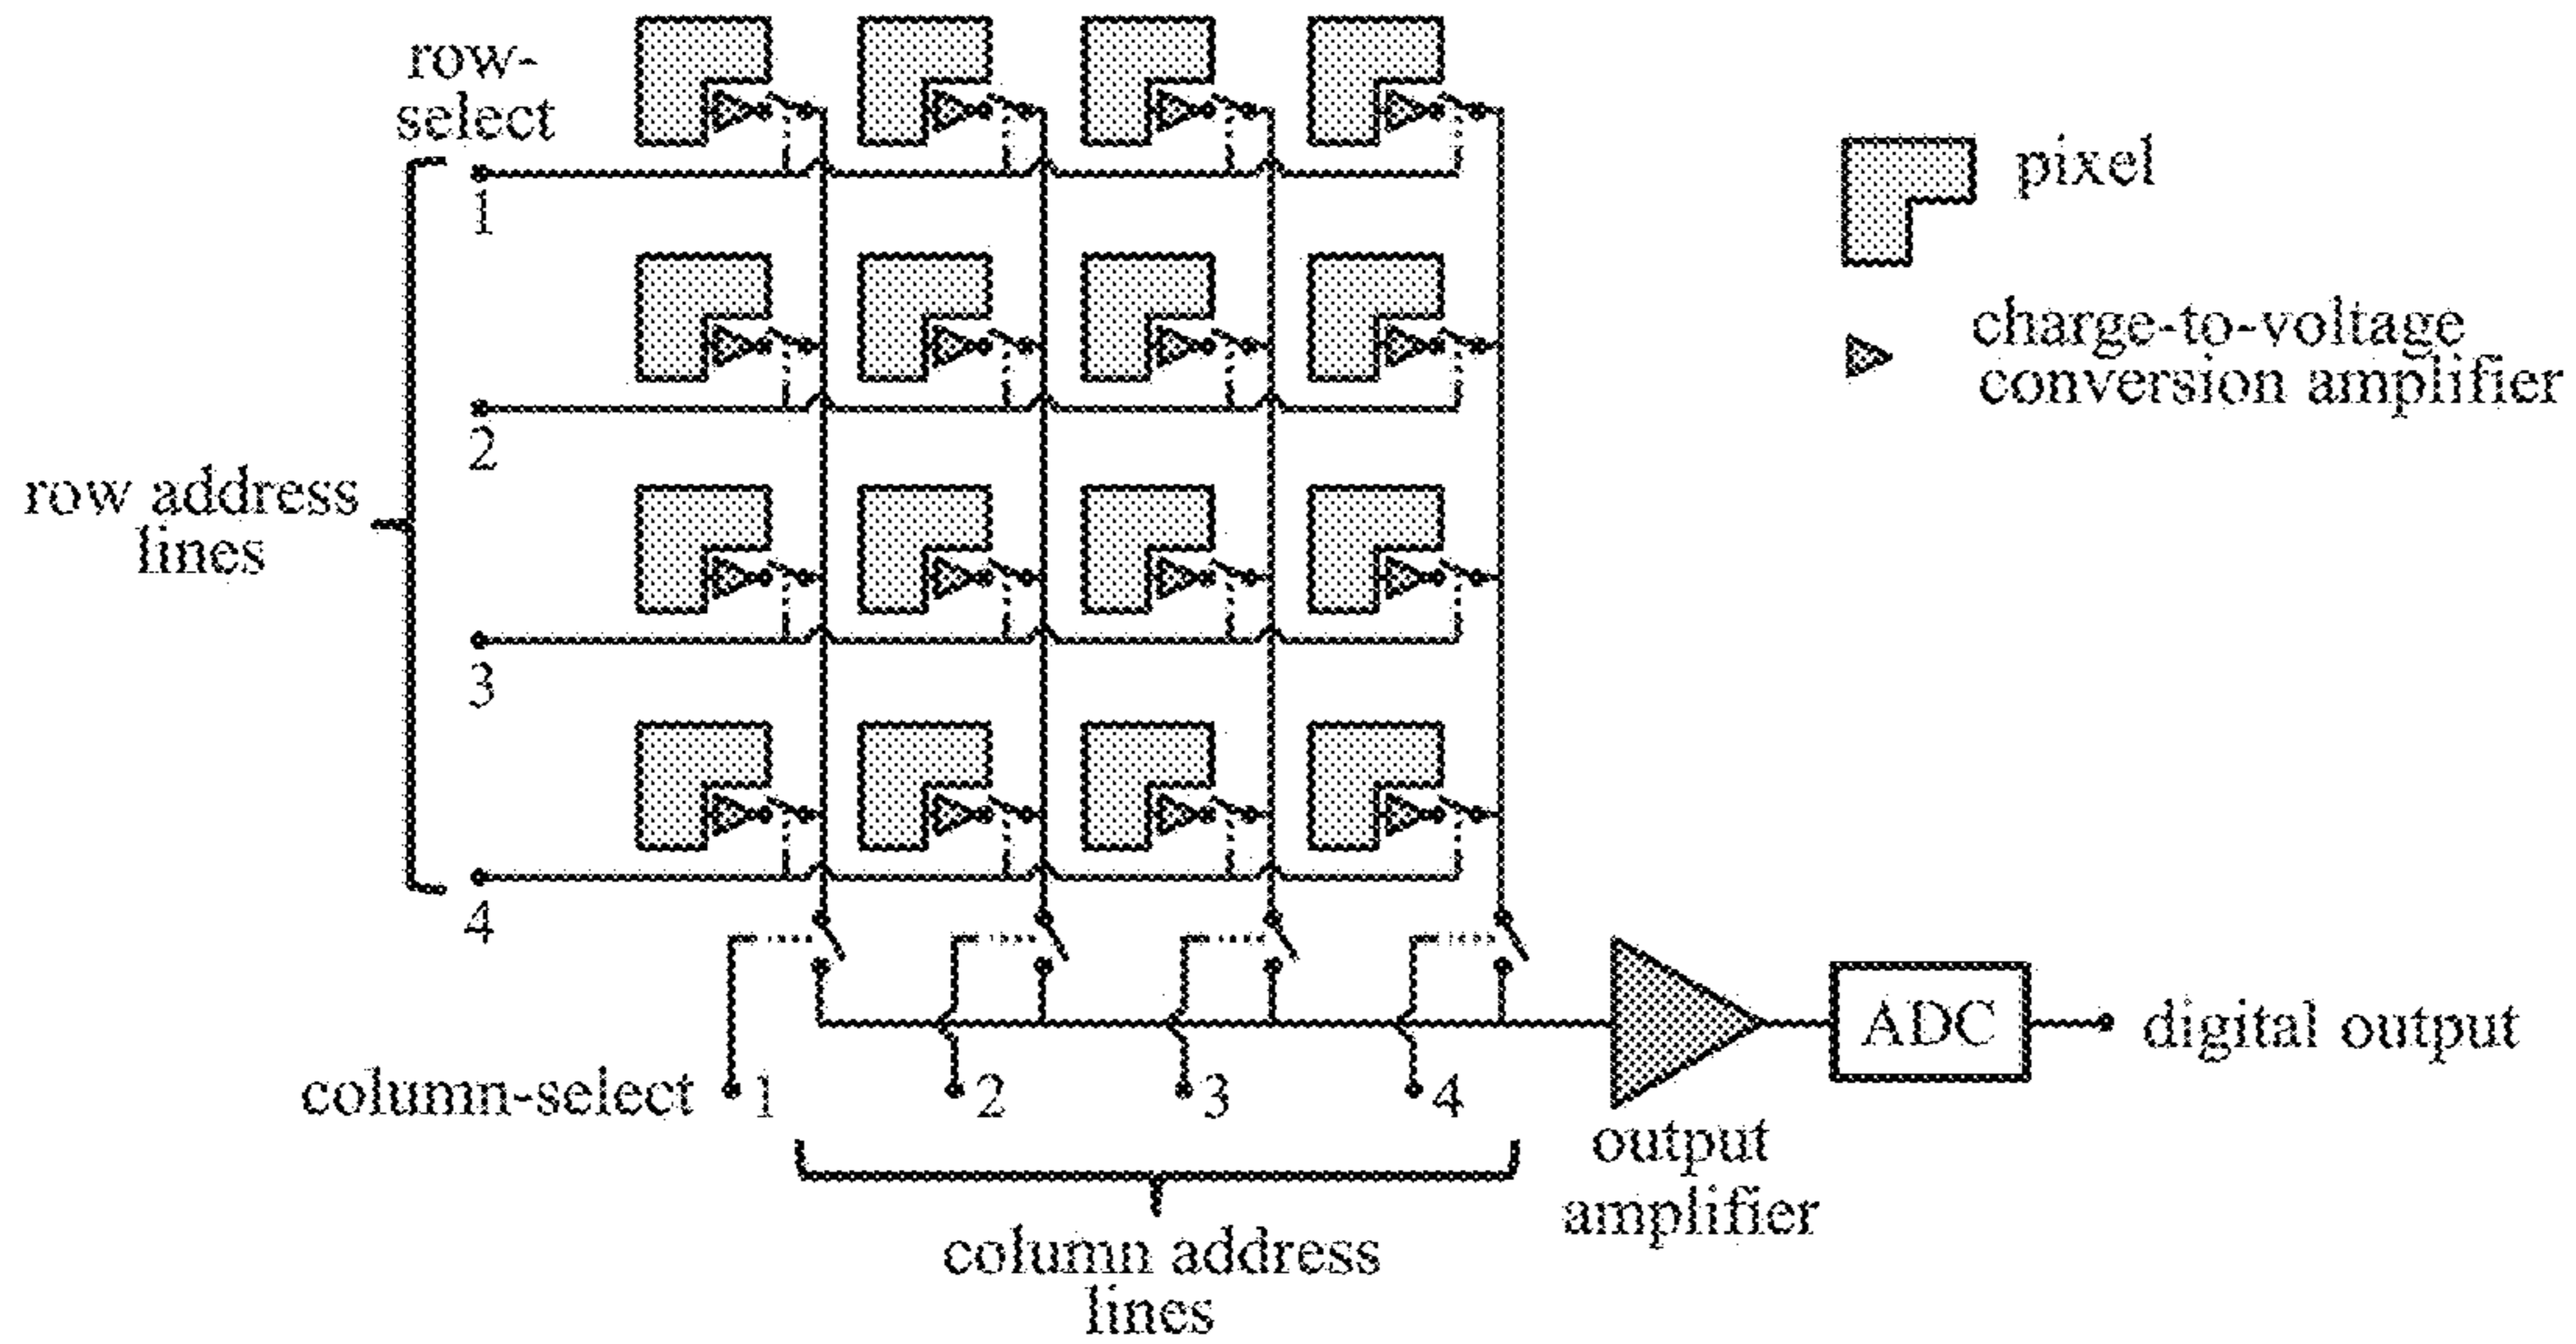 row-
select
1
2
3
4
row address
lines
pixel
charge-to-voltage
conversion amplifier
column-select 1 2 3 4
column address
lines
output
amplifier
ADC
digital output